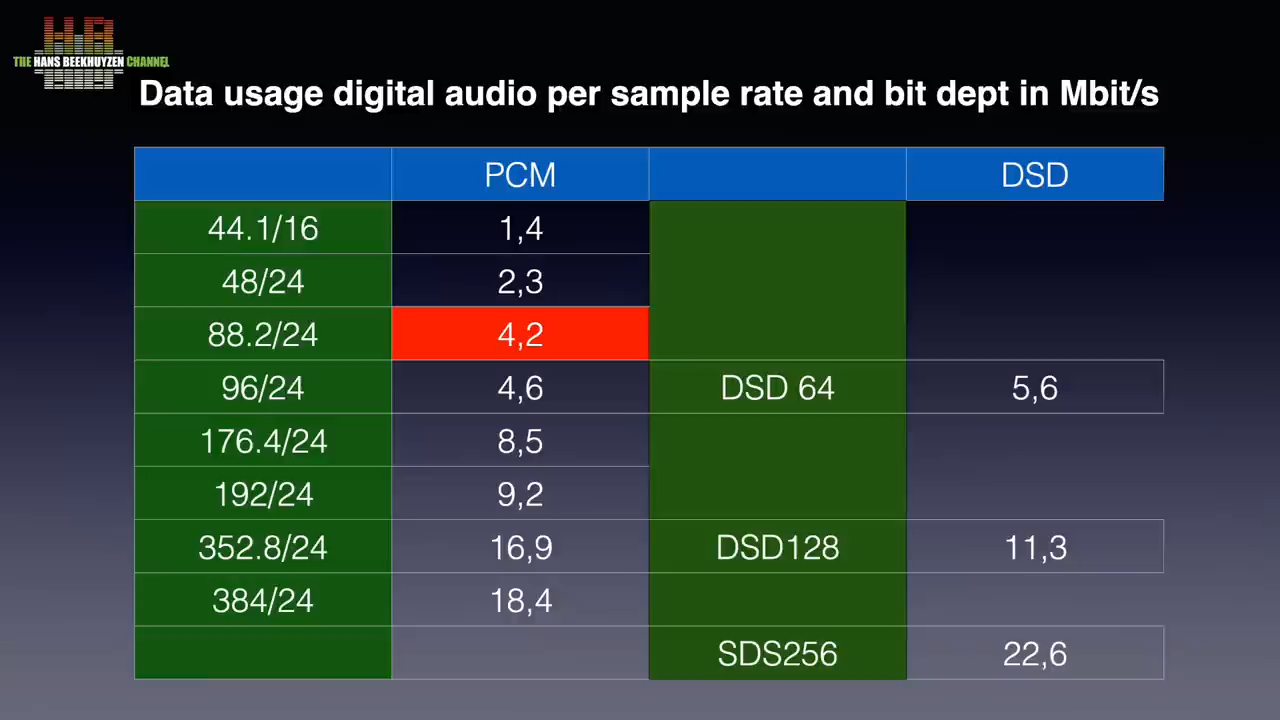 THE HANS BEEKHUYZEN CHANNEL
Data usage digital audio per sample rate and bit dept in Mbit/s
PCM DSD
44.1/16 1,4
48/24 2,3
88.2/24 4,2
96/24 4,6 DSD 64 5,6
176.4/24 8,5
192/24 9,2
352.8/24 16,9 DSD128 11,3
384/24 18,4
SDS256 22,6